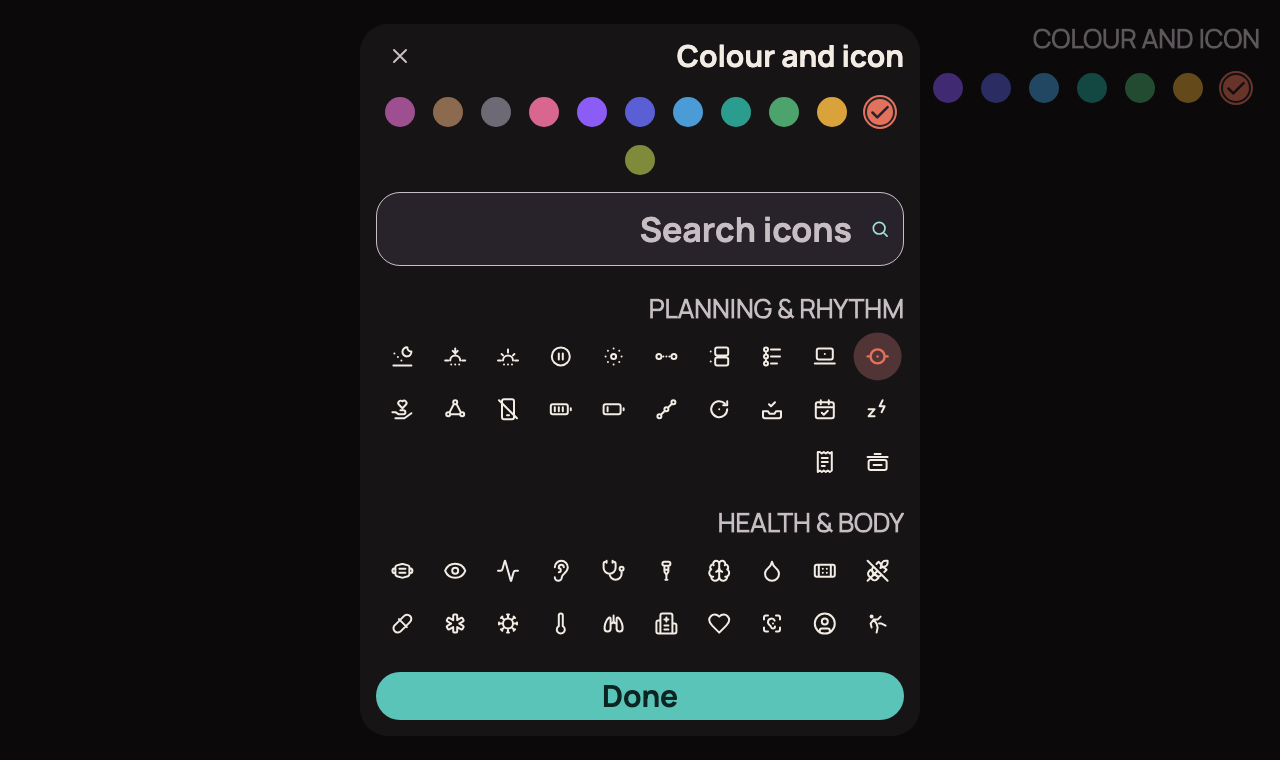 Colour and icon
COLOUR AND ICON
Search icons
PLANNING & RHYTHM
HEALTH & BODY
Done